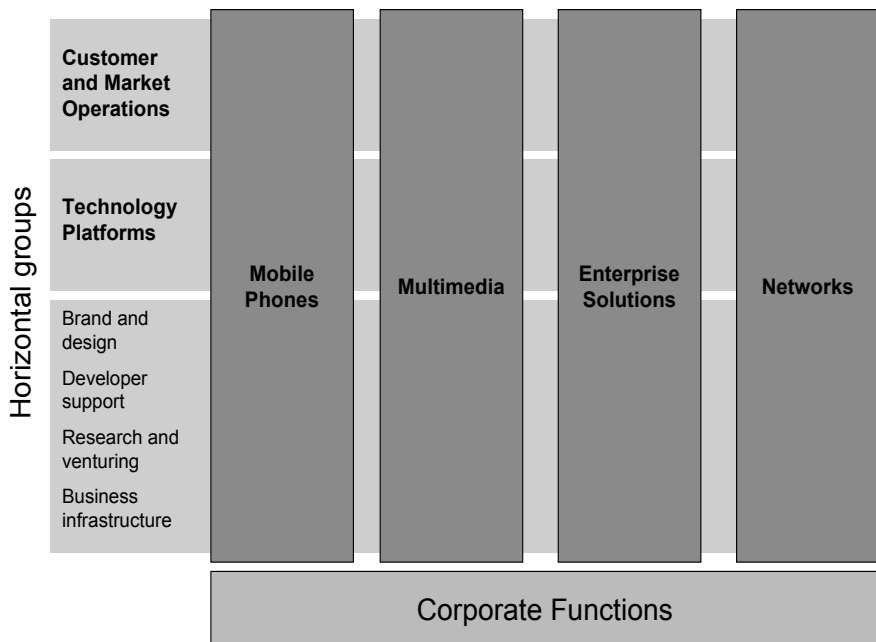 Horizontal groups
Customer
and Market
Operations
Technology
Platforms
Brand and
design
Developer
support
Research and
venturing
Business
infrastructure
Mobile
Phones
Multimedia
Enterprise
Solutions
Networks
Corporate Functions